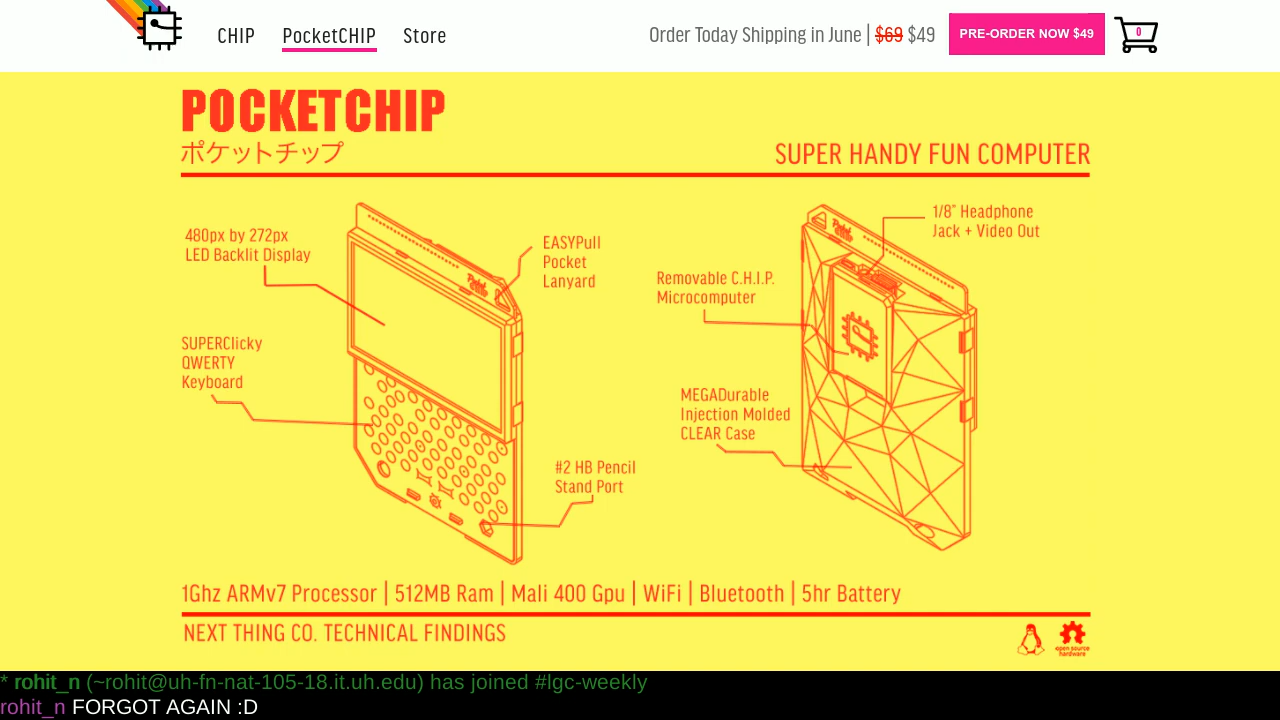 CHIP PocketCHIP Store Order Today Shipping in June | $69 $49 PRE-ORDER NOW $49 0
POCKETCHIP
ポケットチップ
SUPER HANDY FUN COMPUTER
480px by 272px
LED Backlit Display
EASYPull
Pocket
Lanyard
SUPERClicky
QWERTY
Keyboard
#2 HB Pencil
Stand Port
1/8" Headphone
Jack + Video Out
Removable C.H.I.P.
Microcomputer
MEGADurable
Injection Molded
CLEAR Case
1Ghz ARMv7 Processor | 512MB Ram | Mali 400 Gpu | WiFi | Bluetooth | 5hr Battery
NEXT THING CO. TECHNICAL FINDINGS
open source
hardware
* rohit_n (~rohit@uh-fn-nat-105-18.it.uh.edu) has joined #lgc-weekly
rohit_n FORGOT AGAIN :D